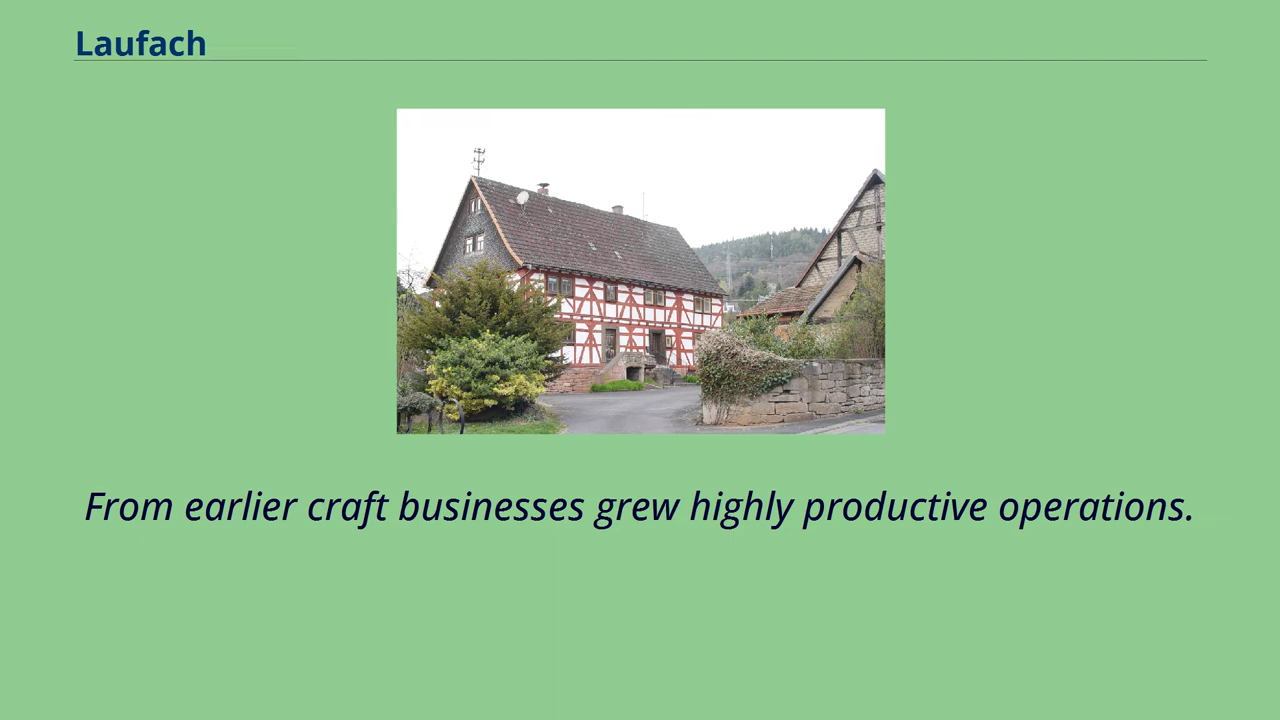 Laufach
From earlier craft businesses grew highly productive operations.